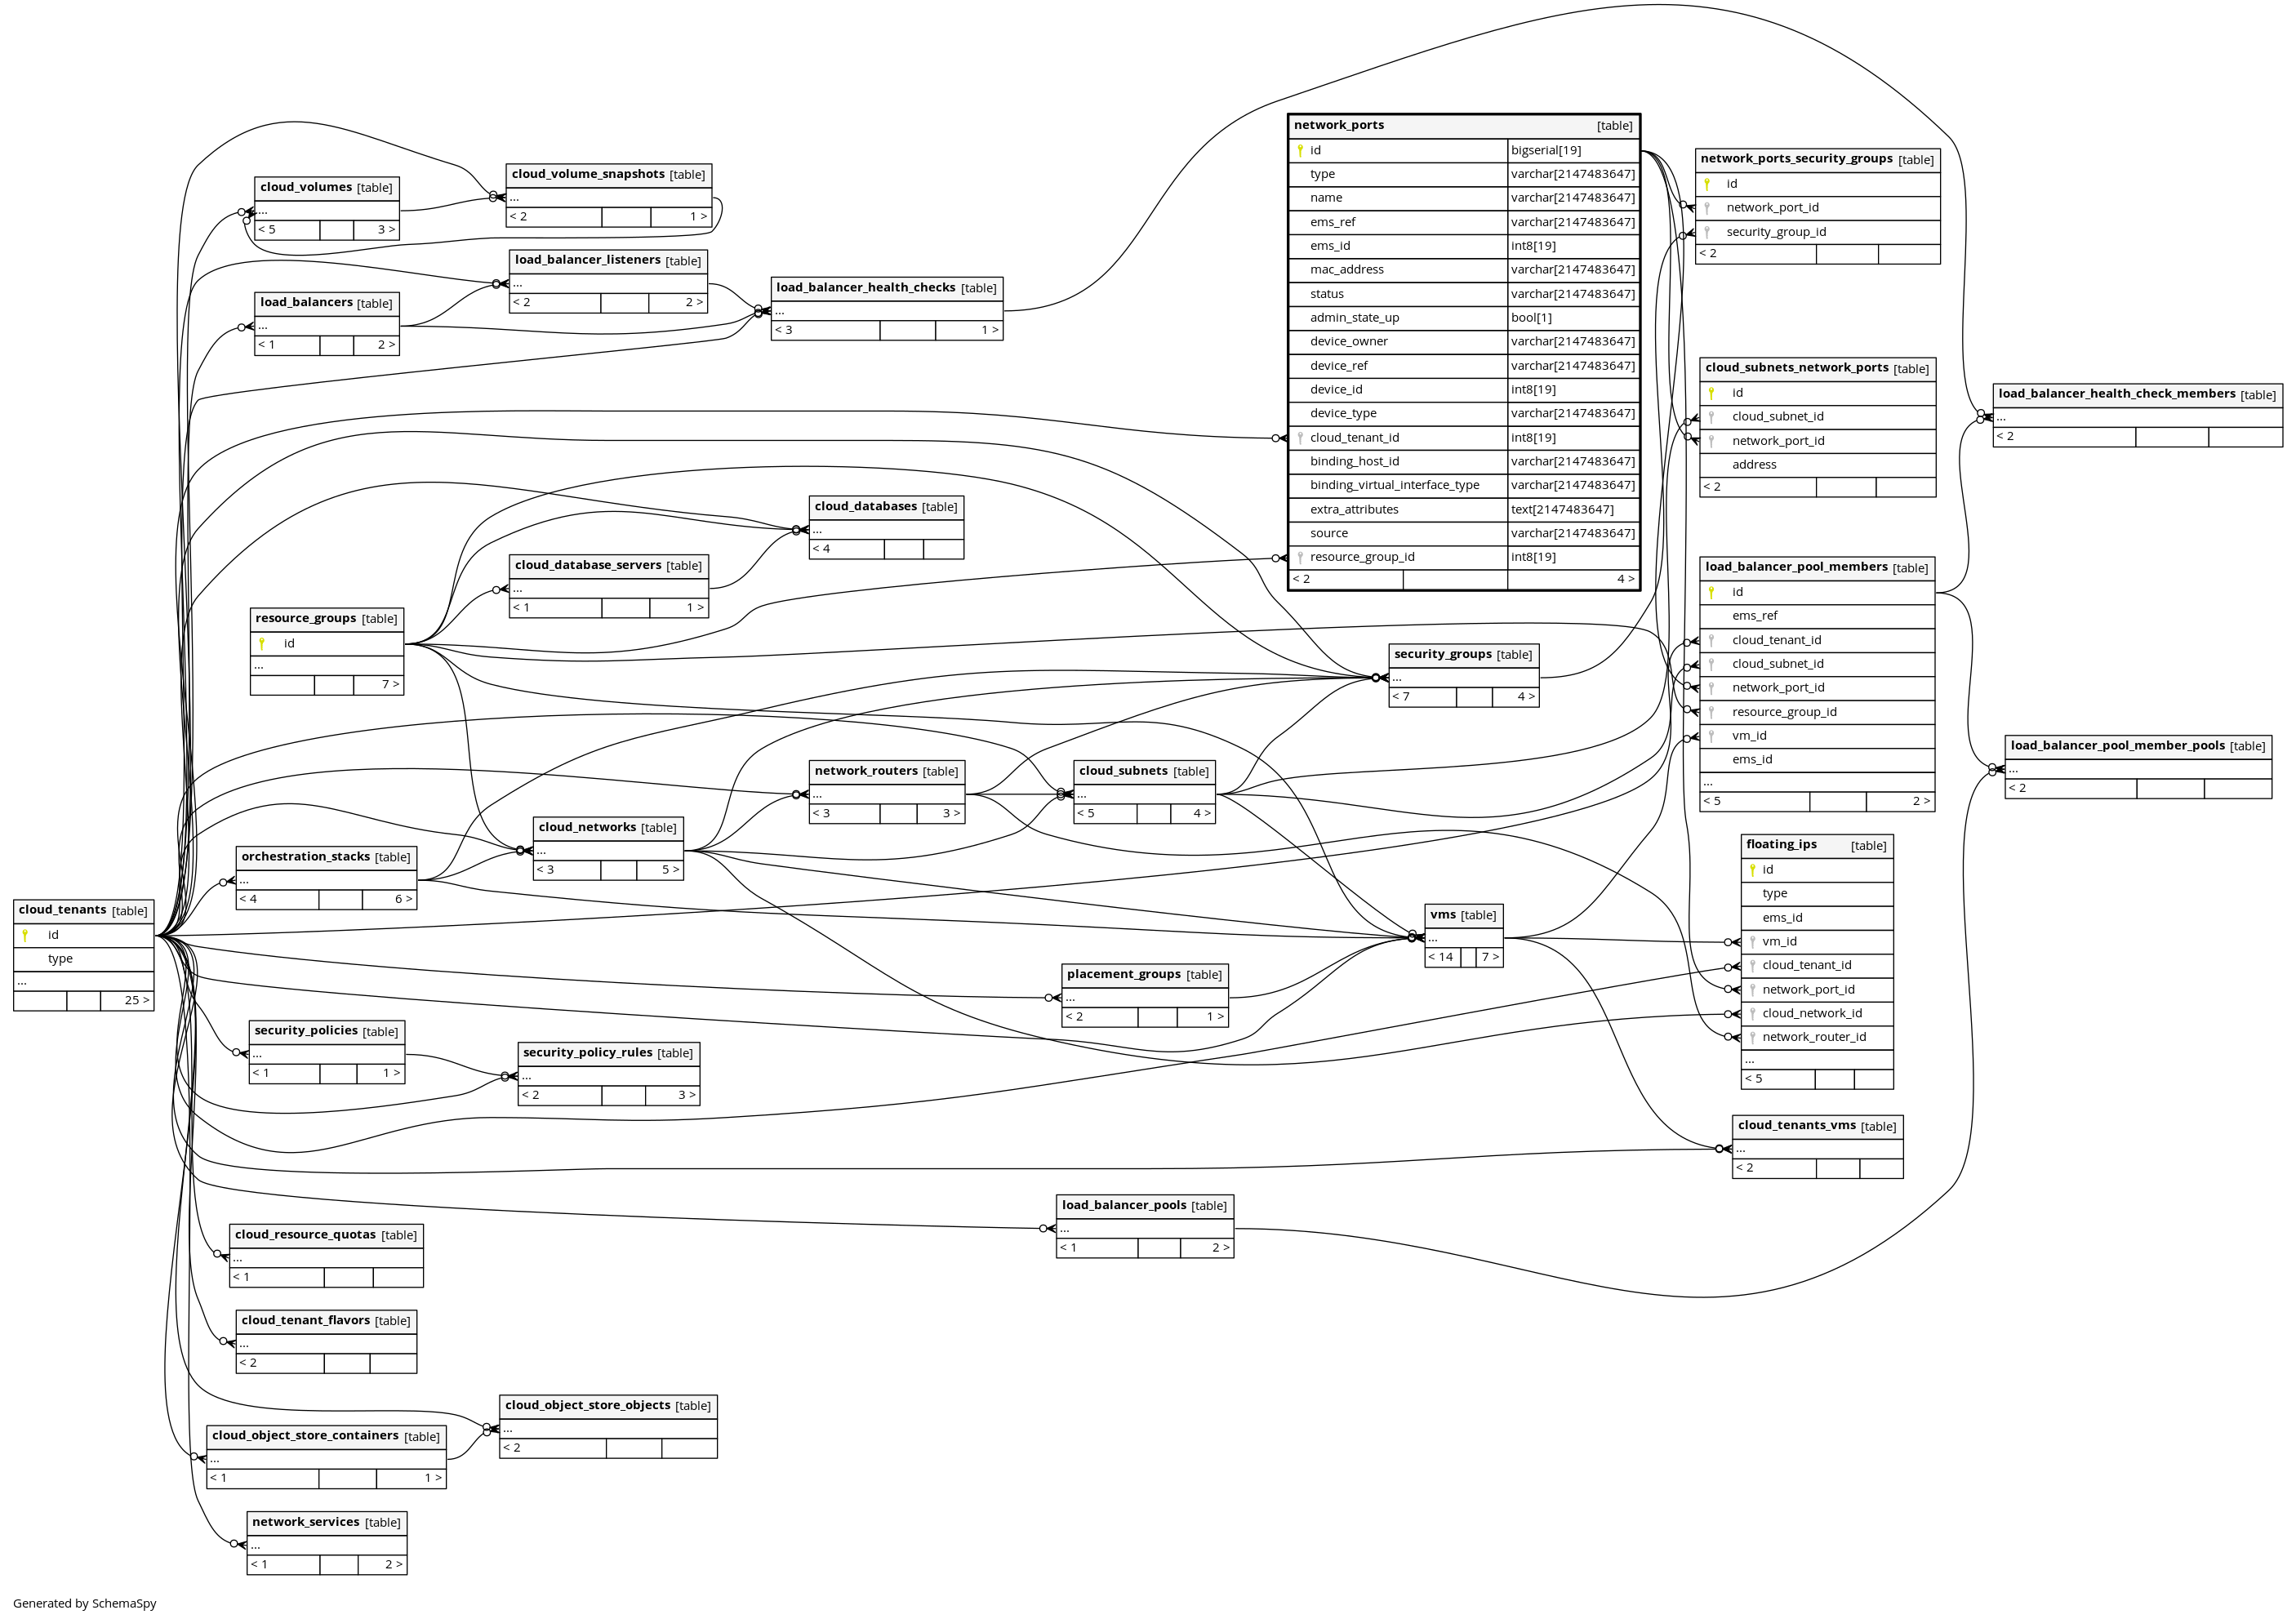 cloud_volumes [table]
...
< 5 3 >
cloud_volume_snapshots [table]
...
< 2 1 >
load_balancer_listeners [table]
...
< 2 2 >
load_balancers [table]
...
< 1 2 >
load_balancer_health_checks [table]
...
< 3 1 >
network_ports [table]
id bigserial[19]
type varchar[2147483647]
name varchar[2147483647]
ems_ref varchar[2147483647]
ems_id int8[19]
mac_address varchar[2147483647]
status varchar[2147483647]
admin_state_up bool[1]
device_owner varchar[2147483647]
device_ref varchar[2147483647]
device_id int8[19]
device_type varchar[2147483647]
cloud_tenant_id int8[19]
binding_host_id varchar[2147483647]
binding_virtual_interface_type varchar[2147483647]
extra_attributes text[2147483647]
source varchar[2147483647]
resource_group_id int8[19]
< 2 4 >
network_ports_security_groups [table]
id
network_port_id
security_group_id
< 2
cloud_subnets_network_ports [table]
id
cloud_subnet_id
network_port_id
address
< 2
load_balancer_health_check_members [table]
...
< 2
cloud_databases [table]
...
< 4
cloud_database_servers [table]
...
< 1 1 >
resource_groups [table]
id
...
7 >
load_balancer_pool_members [table]
id
ems_ref
cloud_tenant_id
cloud_subnet_id
network_port_id
resource_group_id
vm_id
ems_id
...
< 5 2 >
security_groups [table]
...
< 7 4 >
load_balancer_pool_member_pools [table]
...
< 2
network_routers [table]
...
< 3 3 >
cloud_subnets [table]
...
< 5 4 >
cloud_networks [table]
...
< 3 5 >
orchestration_stacks [table]
...
< 4 6 >
floating_ips [table]
id
type
ems_id
vm_id
cloud_tenant_id
network_port_id
cloud_network_id
network_router_id
...
< 5
cloud_tenants [table]
id
type
...
25 >
vms [table]
...
< 14 7 >
placement_groups [table]
...
< 2 1 >
security_policies [table]
...
< 1 1 >
security_policy_rules [table]
...
< 2 3 >
cloud_tenants_vms [table]
...
< 2
load_balancer_pools [table]
...
< 1 2 >
cloud_resource_quotas [table]
...
< 1
cloud_tenant_flavors [table]
...
< 2
cloud_object_store_objects [table]
...
< 2
cloud_object_store_containers [table]
...
< 1 1 >
network_services [table]
...
< 1 2 >
Generated by SchemaSpy